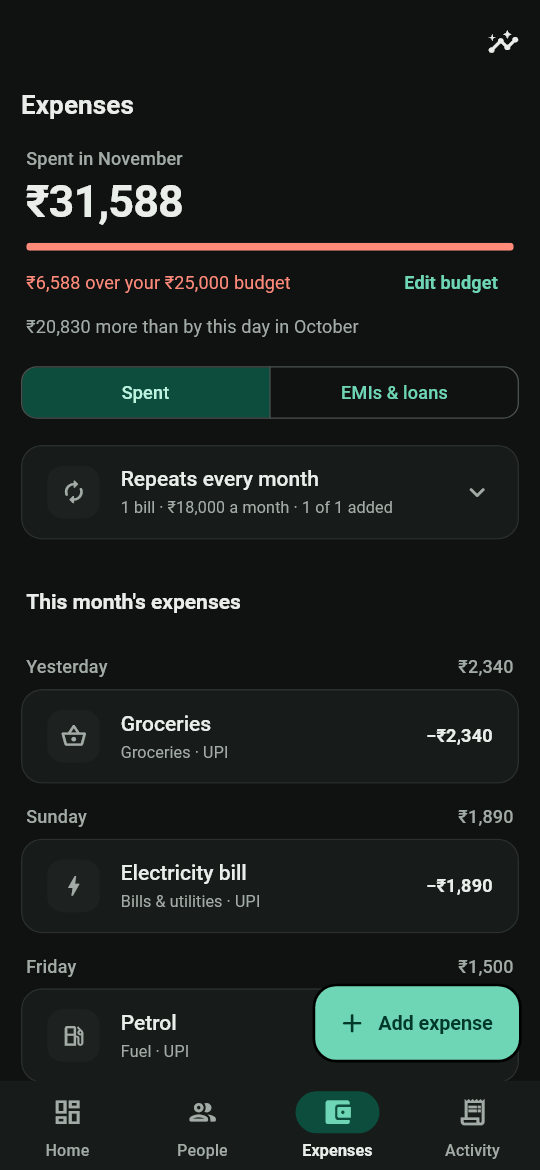 Expenses
Spent in November
₹31,588
₹6,588 over your ₹25,000 budget
Edit budget
₹20,830 more than by this day in October
Spent
EMIs & loans
Repeats every month
1 bill · ₹18,000 a month · 1 of 1 added
This month's expenses
Yesterday
₹2,340
Groceries
−₹2,340
Groceries · UPI
Sunday
₹1,890
Electricity bill
−₹1,890
Bills & utilities · UPI
Friday
₹1,500
Petrol
Fuel · UPI
Add expense
Home
People
Expenses
Activity